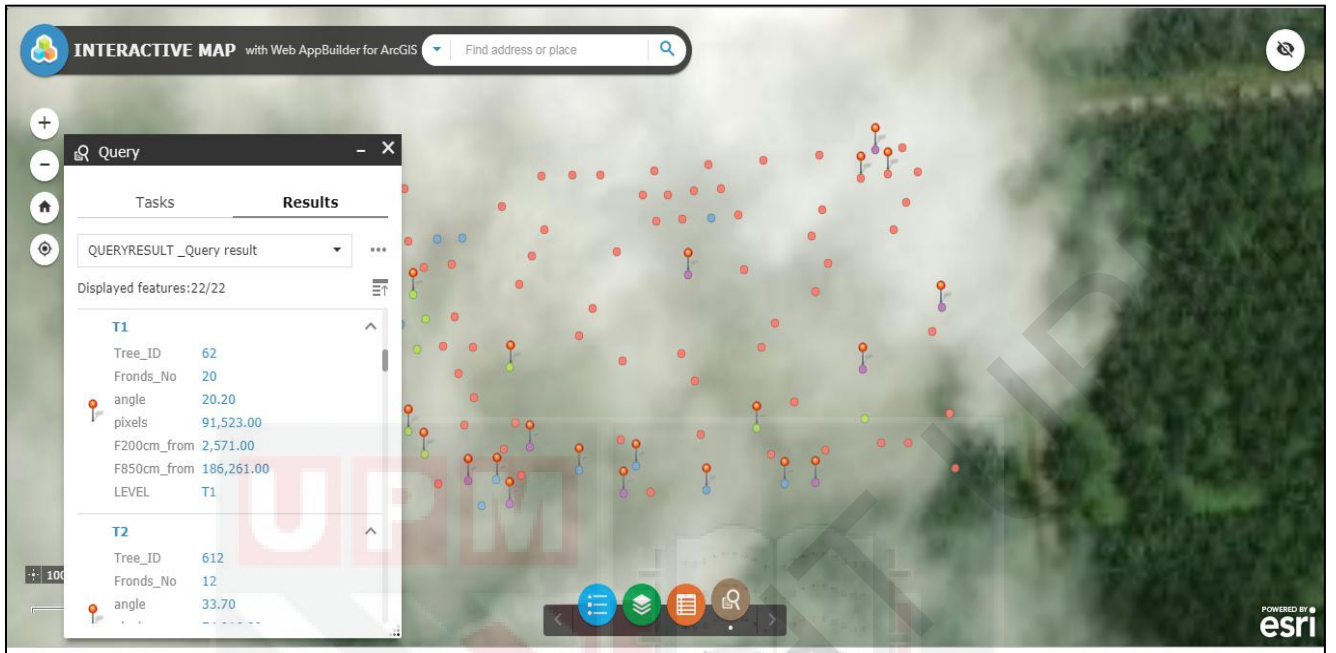 INTERACTIVE MAP with Web AppBuilder for ArcGIS Find address or place
Query
Tasks Results
QUERYRESULT _Query result
Displayed features:22/22
T1
Tree_ID 62
Fronds_No 20
angle 20.20
pixels 91,523.00
F200cm_from 2,571.00
F850cm_from 186,261.00
LEVEL T1
T2
Tree_ID 612
Fronds_No 12
angle 33.70
100
UPM
POWERED BY
esri